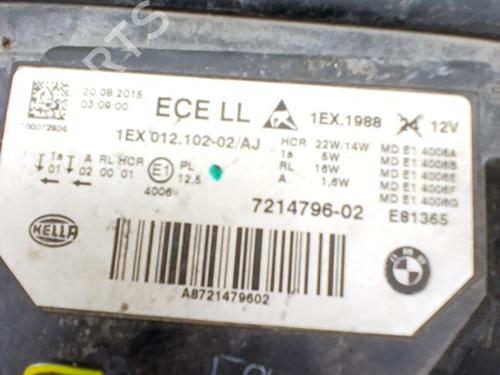 20.08.2015
03:09:00
ECE LL
1EX.1988 24 12V
1EX 012.102-02/AJ
HCR 22W/14W
1a 5W
RL 16W
A 1,6W
MD E1 4006A
MD E1 4006B
MD E1 4006E
MD E1 4006F
MD E1 4006G
1a A RL HCR E1 PL
01 02 00 01 12,5
4006
7214796-02 E81365
HELLA
BMW
A8721479602